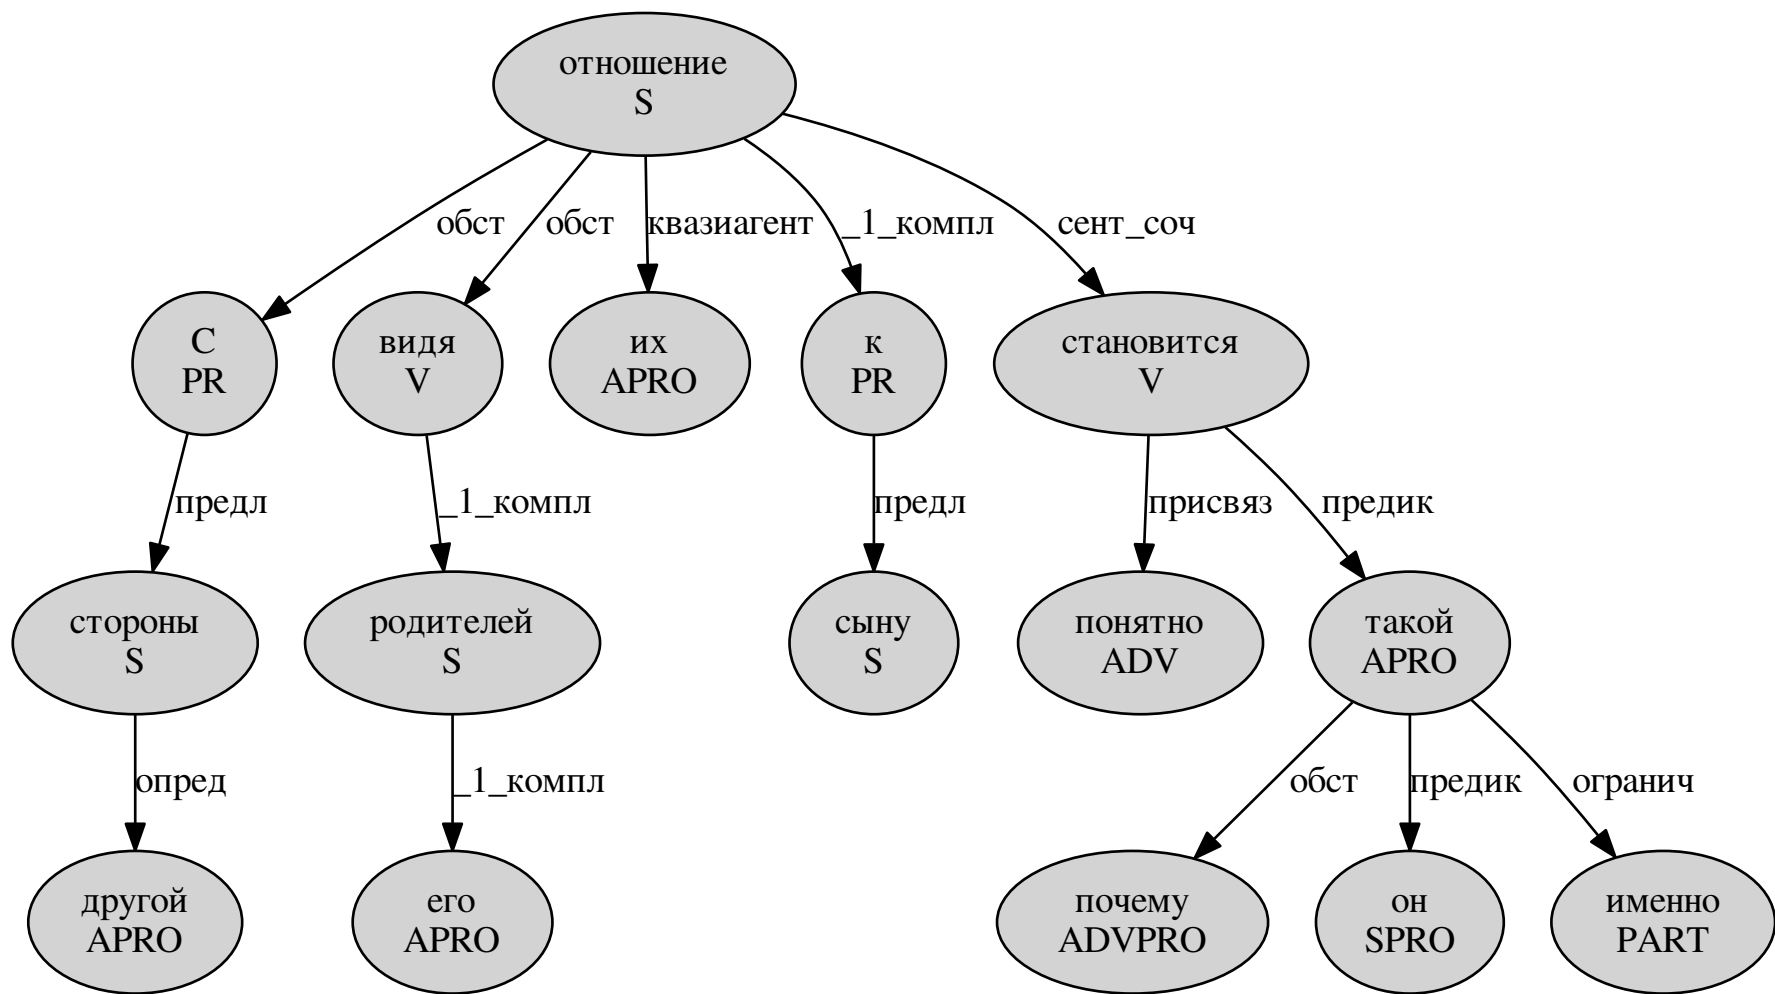 отношение
S
обст
обст
квазиагент
_1_компл
сент_соч
С
PR
видя
V
их
APRO
к
PR
становится
V
предл
_1_компл
предл
присвяз
предик
стороны
S
родителей
S
сыну
S
понятно
ADV
такой
APRO
опред
_1_компл
обст
предик
огранич
другой
APRO
его
APRO
почему
ADVPRO
он
SPRO
именно
PART